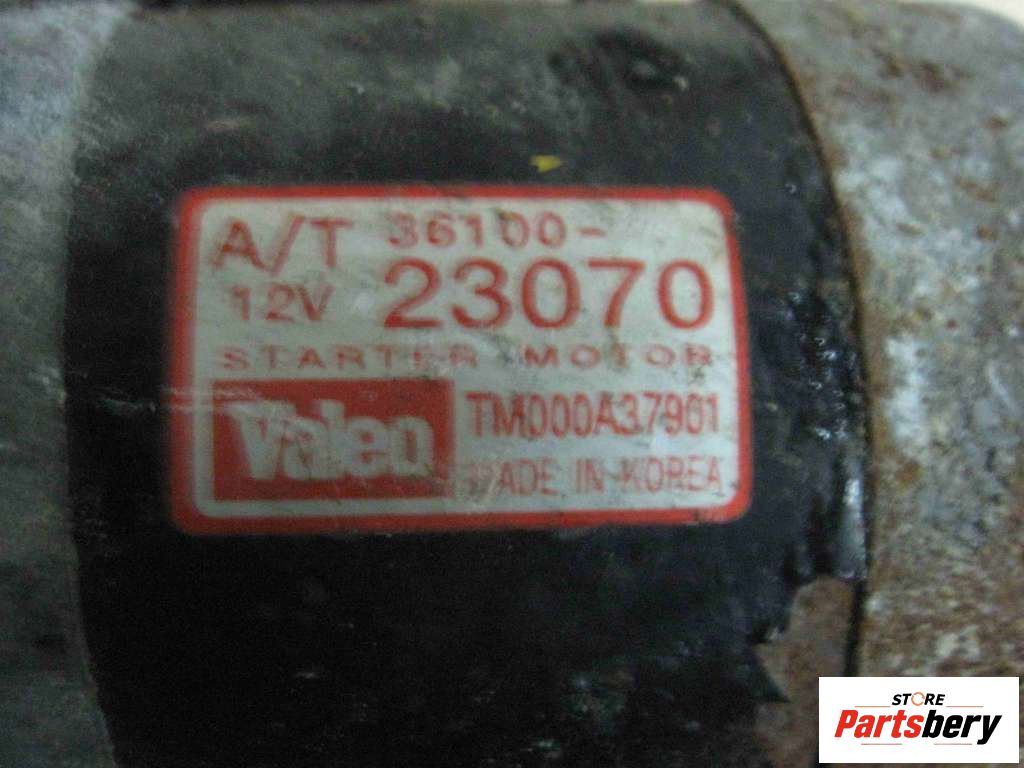 A/T 36100-
12V 23070
STARTER MOTOR
Valeo TM000A37901
MADE IN KOREA
STORE
Partsbery